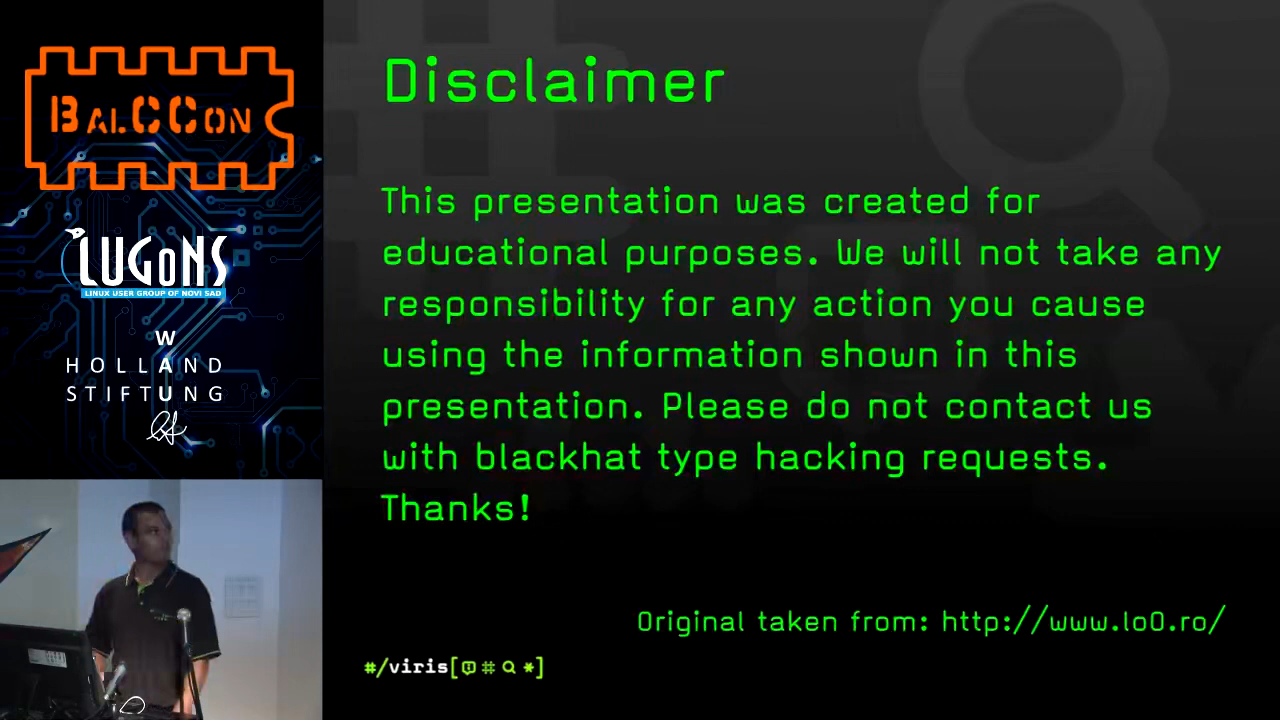 BALCCON
LUGoNS
LINUX USER GROUP OF NOVI SAD
W
HOLLAND
U
STIFTUNG
Disclaimer
This presentation was created for
educational purposes. We will not take any
responsibility for any action you cause
using the information shown in this
presentation. Please do not contact us
with blackhat type hacking requests.
Thanks!
Original taken from: http://www.lo0.ro/
#/viris[#*]